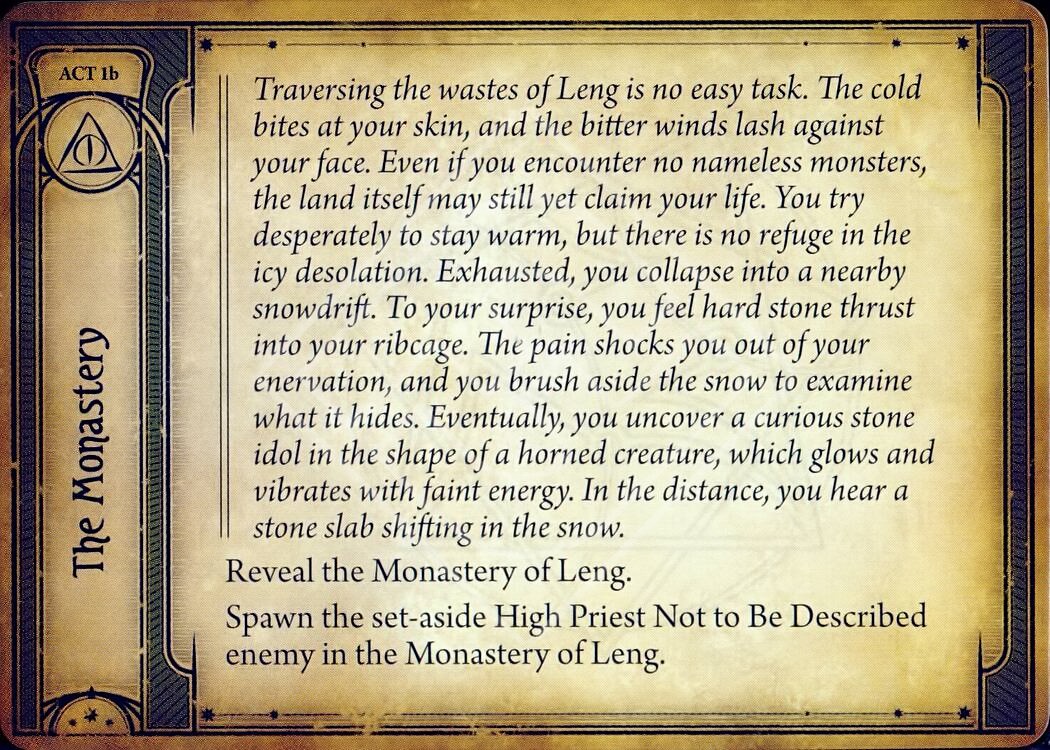 ACT 1b
The Monastery
Traversing the wastes of Leng is no easy task. The cold
bites at your skin, and the bitter winds lash against
your face. Even if you encounter no nameless monsters,
the land itself may still yet claim your life. You try
desperately to stay warm, but there is no refuge in the
icy desolation. Exhausted, you collapse into a nearby
snowdrift. To your surprise, you feel hard stone thrust
into your ribcage. The pain shocks you out of your
enervation, and you brush aside the snow to examine
what it hides. Eventually, you uncover a curious stone
idol in the shape of a horned creature, which glows and
vibrates with faint energy. In the distance, you hear a
stone slab shifting in the snow.
Reveal the Monastery of Leng.
Spawn the set-aside High Priest Not to Be Described
enemy in the Monastery of Leng.